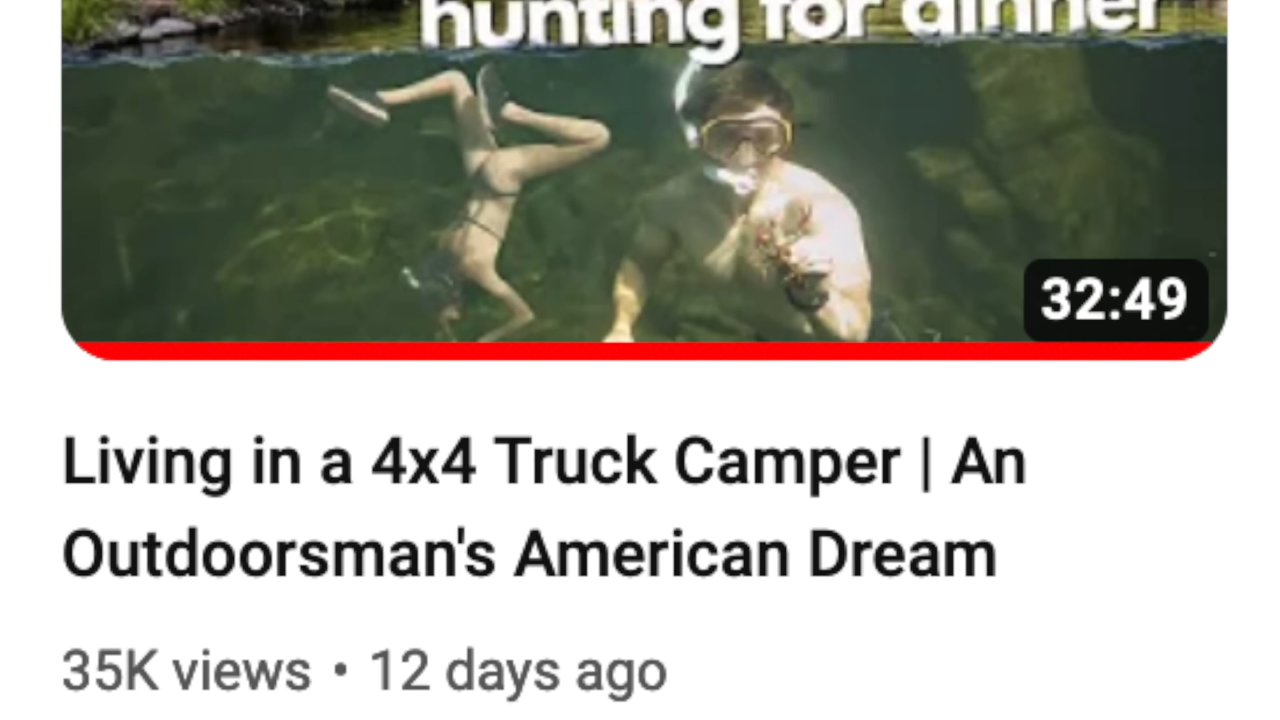 hunting for dinner
32:49
Living in a 4x4 Truck Camper | An
Outdoorsman's American Dream
35K views • 12 days ago